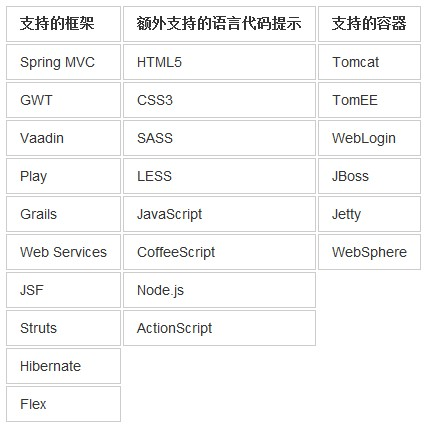 支持的框架 额外支持的语言代码提示 支持的容器
Spring MVC HTML5 Tomcat
GWT CSS3 TomEE
Vaadin SASS WebLogin
Play LESS JBoss
Grails JavaScript Jetty
Web Services CoffeeScript WebSphere
JSF Node.js
Struts ActionScript
Hibernate
Flex